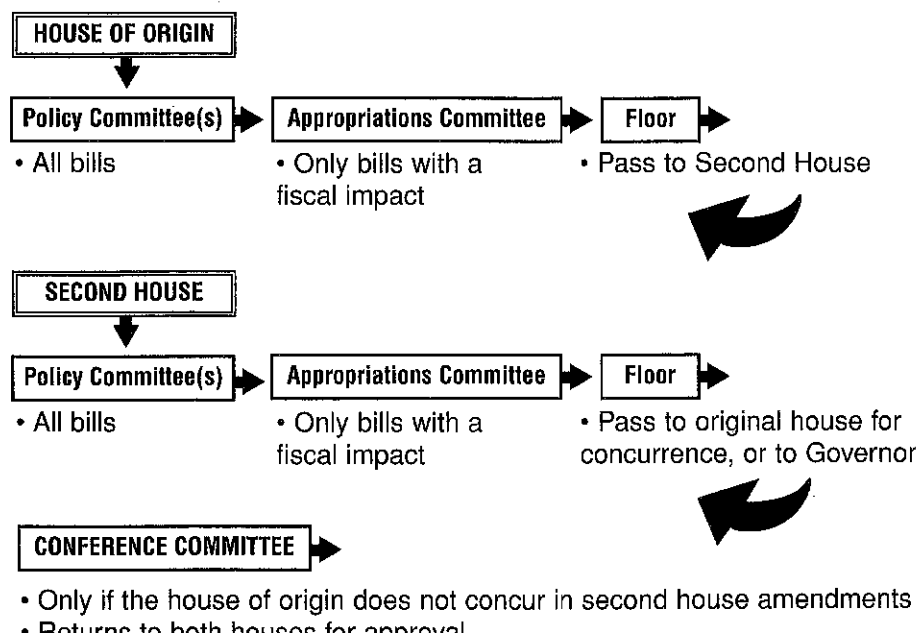 HOUSE OF ORIGIN
Policy Committee(s) Appropriations Committee Floor
• All bills • Only bills with a • Pass to Second House
fiscal impact
SECOND HOUSE
Policy Committee(s) Appropriations Committee Floor
• All bills • Only bills with a • Pass to original house for
fiscal impact concurrence, or to Governor
CONFERENCE COMMITTEE
• Only if the house of origin does not concur in second house amendments
• Returns to both houses for approval